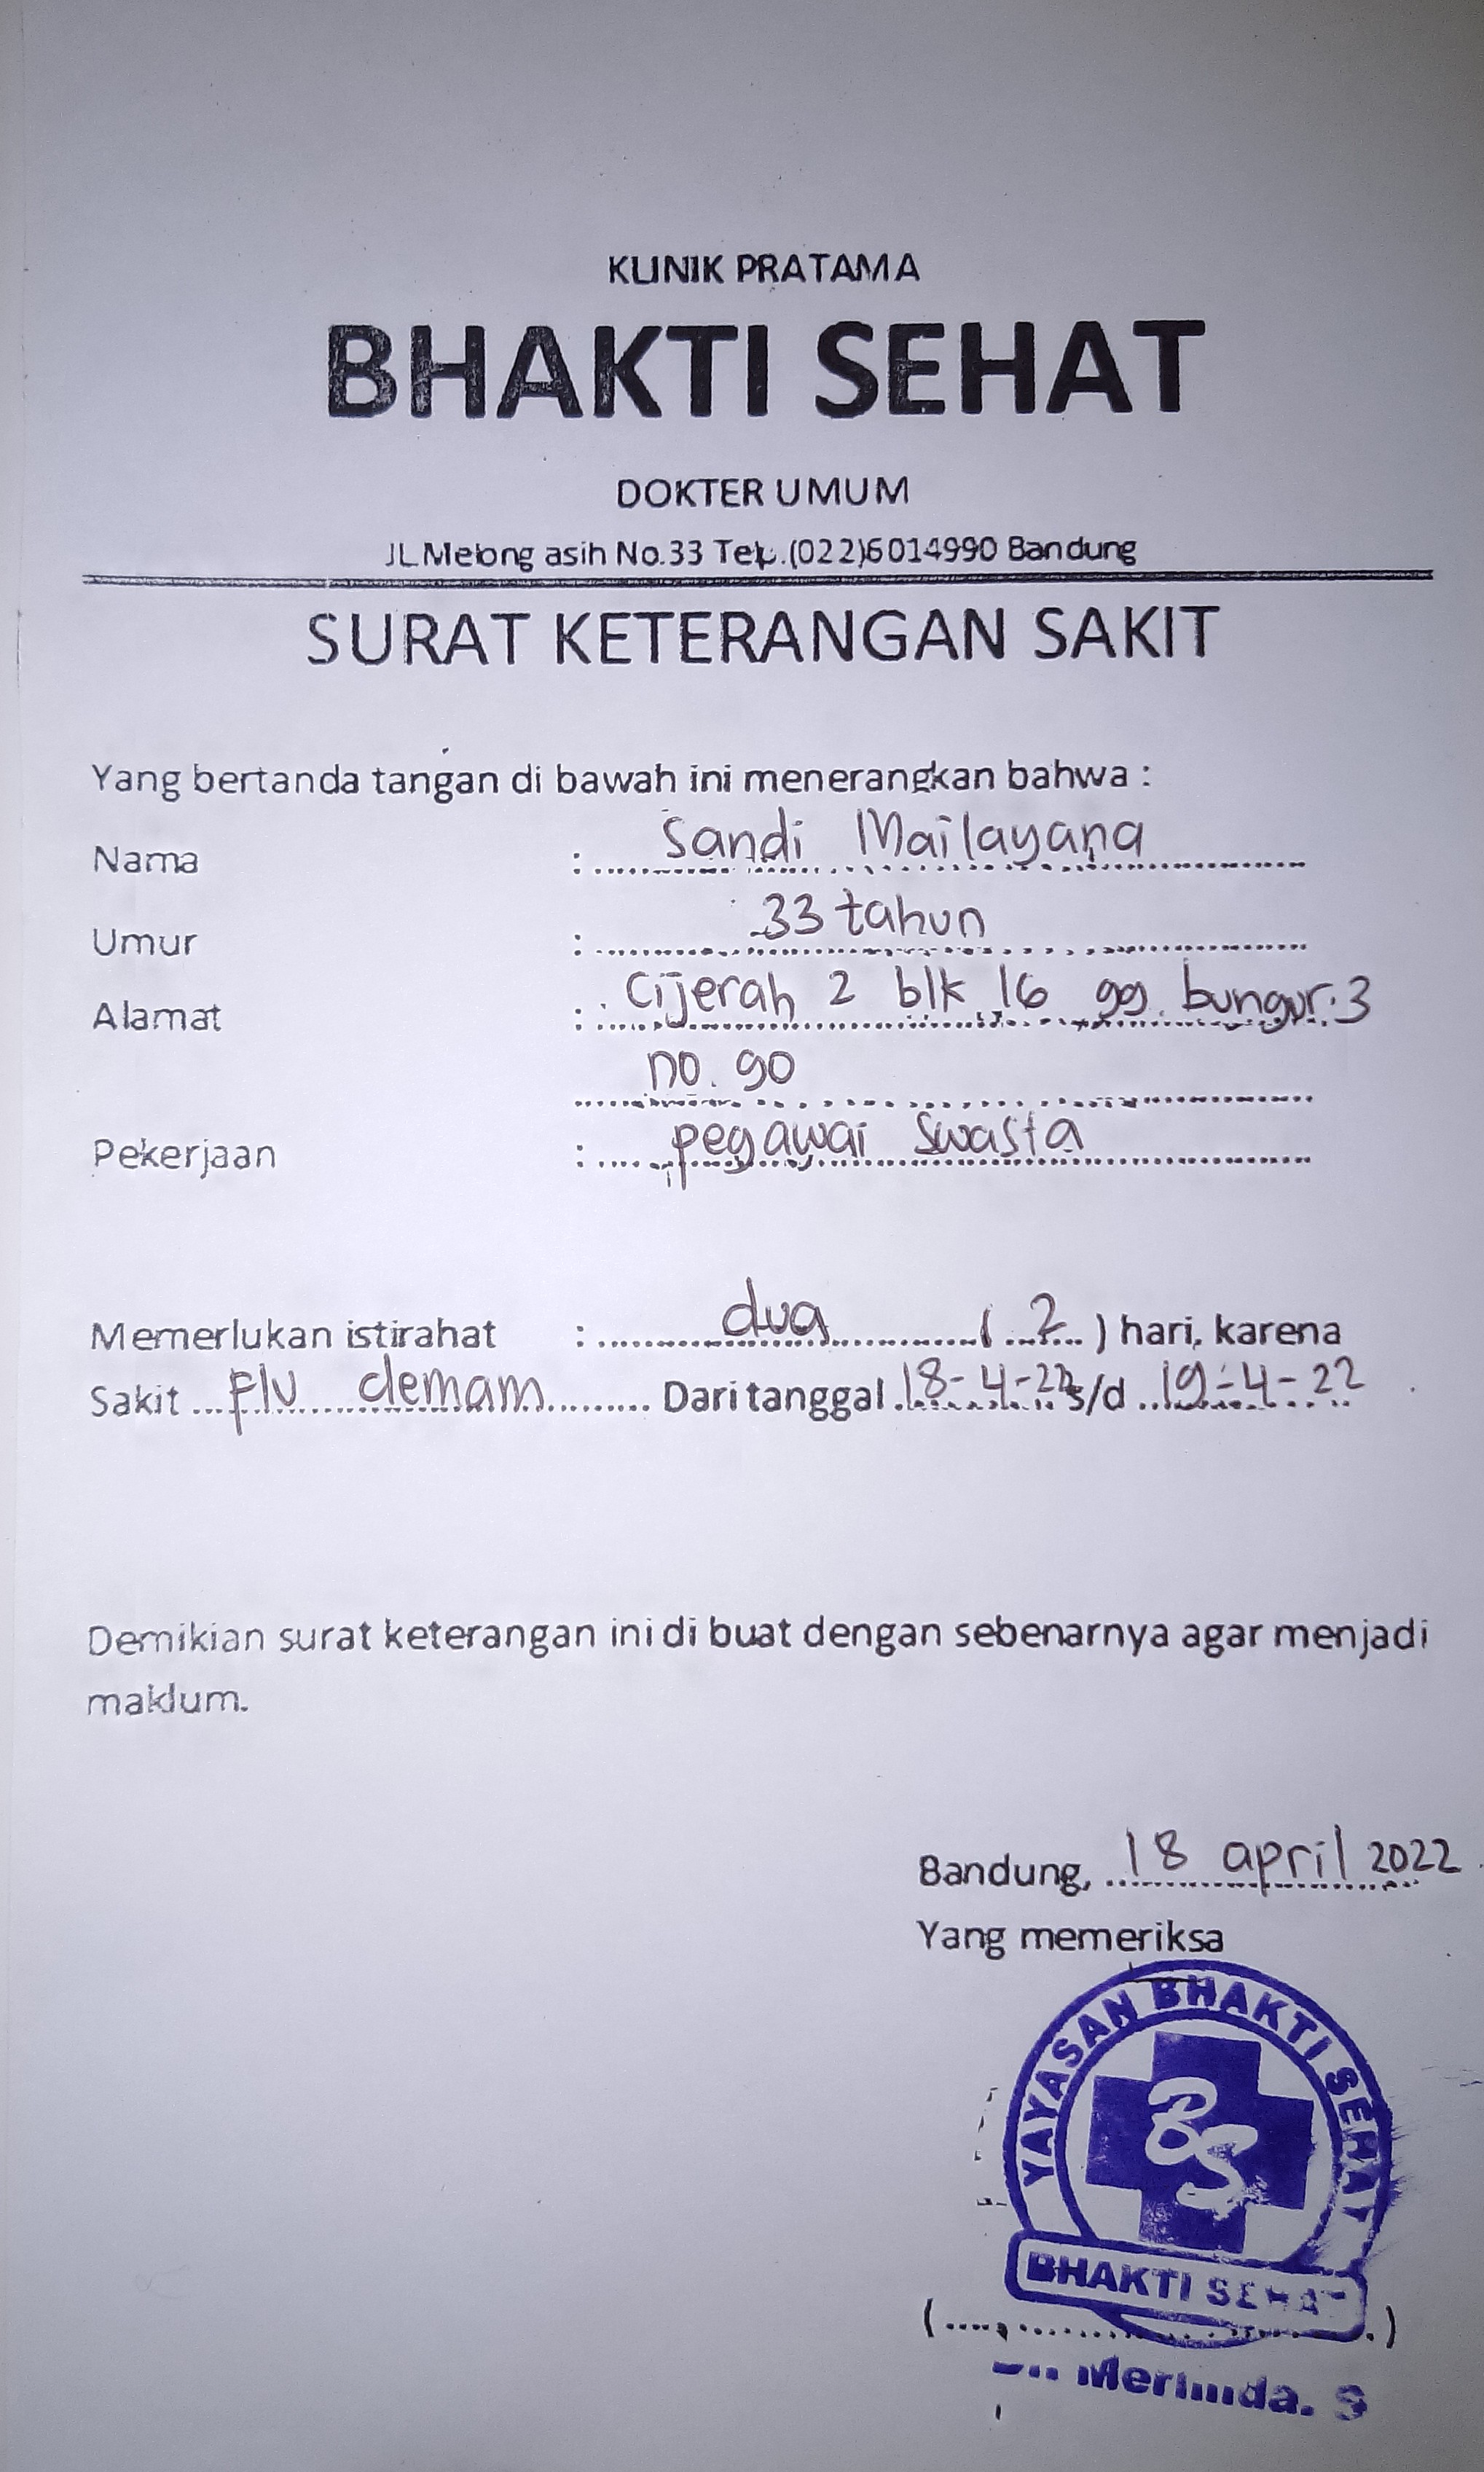 KLINIK PRATAMA
BHAKTI SEHAT
DOKTER UMUM
JL.Melong asih No.33 Telp.(022)6014990 Bandung
SURAT KETERANGAN SAKIT
Yang bertanda tangan di bawah ini menerangkan bahwa :
Nama : Sandi Mailayana
Umur : 33 tahun
Alamat : Cijerah 2 blk 16 gg. bungur 3
no. 90
Pekerjaan : pegawai Swasta
Memerlukan istirahat : dua ( 2 ) hari, karena
Sakit Flu demam Dari tanggal 18-4-22 s/d 19-4-22
Demikian surat keterangan ini di buat dengan sebenarnya agar menjadi
maklum.
Bandung, 18 april 2022
Yang memeriksa
YAYASAN BHAKTI SEHAT
BS
BHAKTI SEHAT
(....................)
S